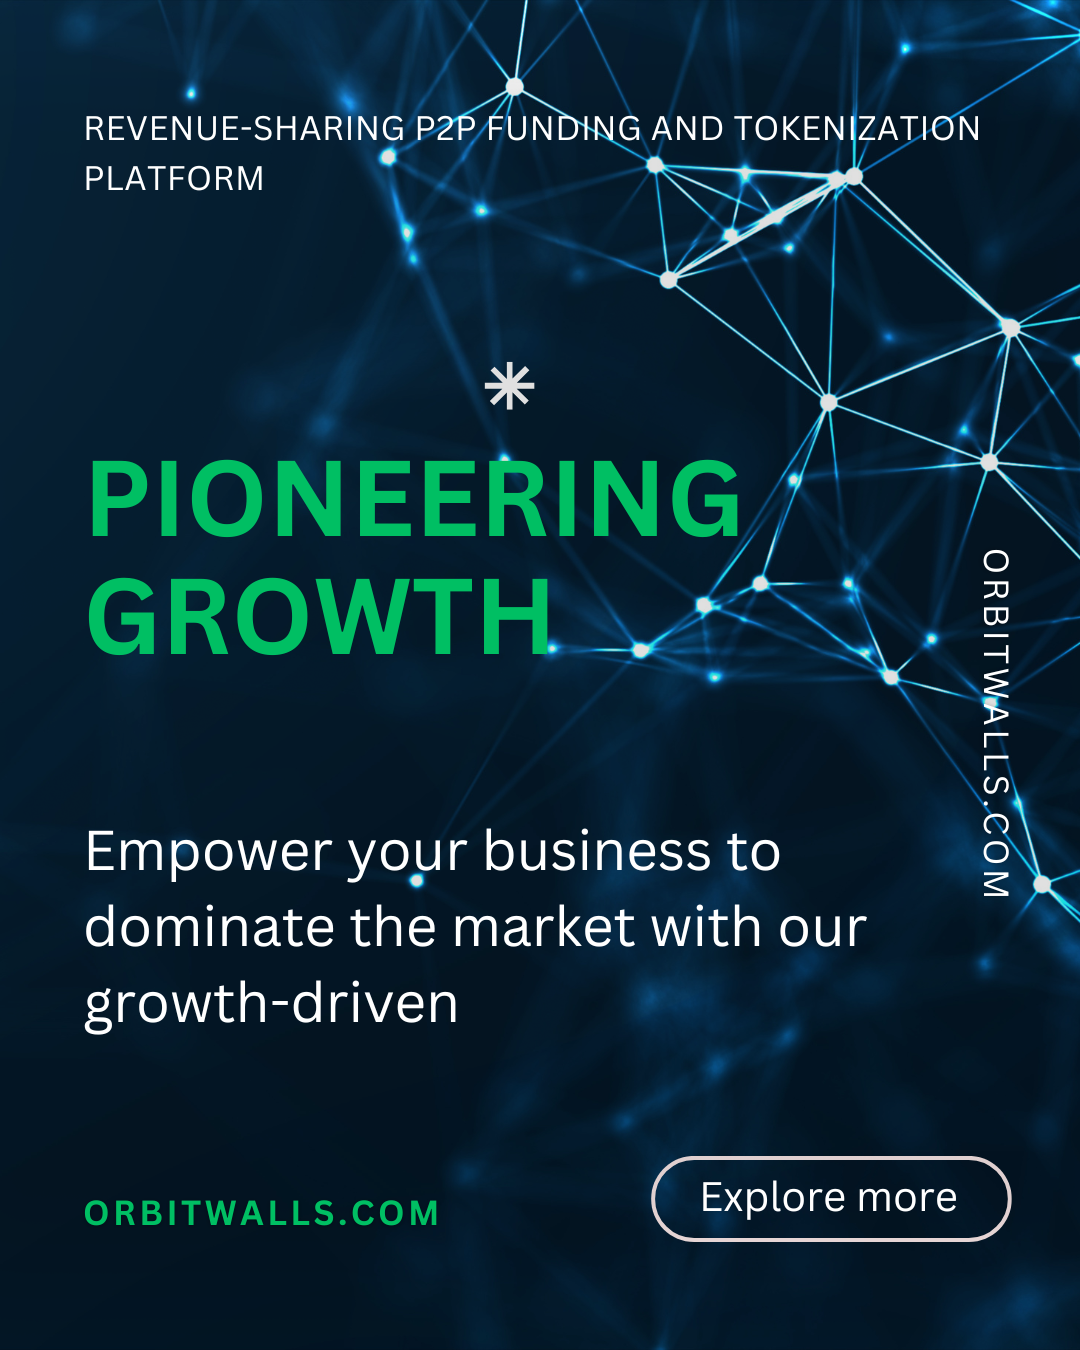 REVENUE-SHARING P2P FUNDING AND TOKENIZATION
PLATFORM
PIONEERING
GROWTH
ORBITWALLS.COM
Empower your business to
dominate the market with our
growth-driven
ORBITWALLS.COM
Explore more